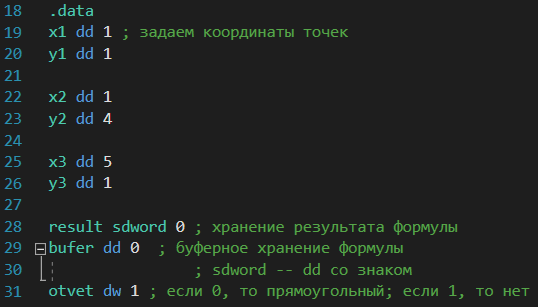 18 .data
19 x1 dd 1 ; задаем координаты точек
20 y1 dd 1
21
22 x2 dd 1
23 y2 dd 4
24
25 x3 dd 5
26 y3 dd 1
27
28 result sdword 0 ; хранение результата формулы
29 bufer dd 0 ; буферное хранение формулы
30 ; sdword -- dd со знаком
31 otvet dw 1 ; если 0, то прямоугольный; если 1, то нет